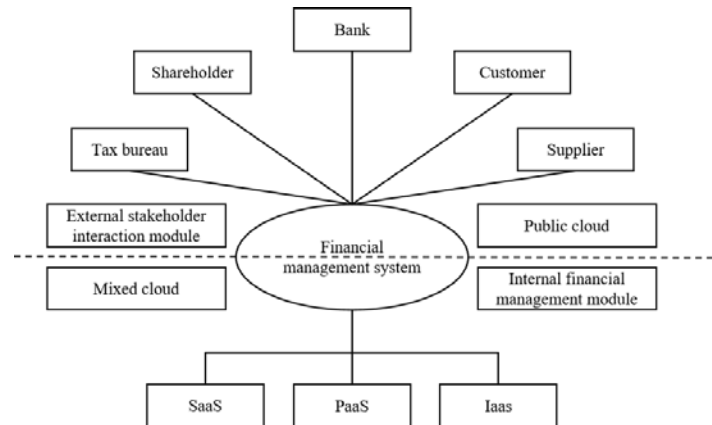 Bank
Shareholder
Customer
Tax bureau
Supplier
External stakeholder
interaction module
Public cloud
Financial
management system
Mixed cloud
Internal financial
management module
SaaS
PaaS
Iaas